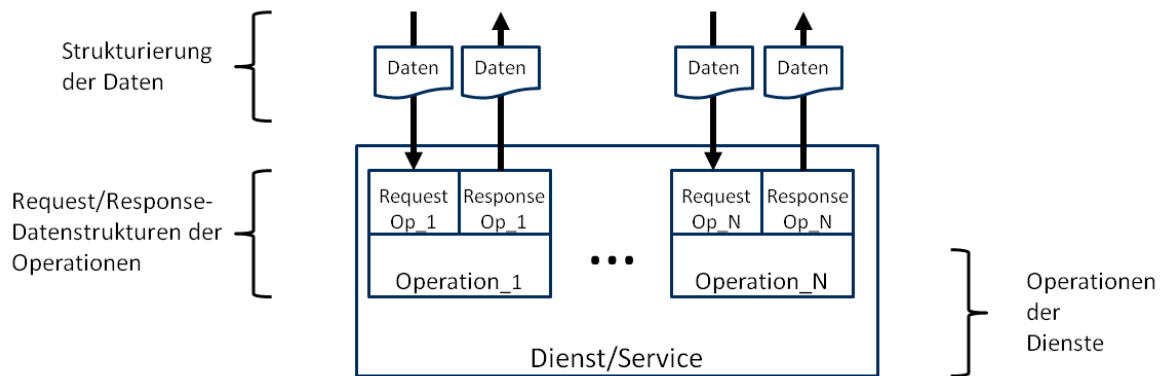 Strukturierung
der Daten
Daten
Daten
Daten
Daten
Request/Response-
Datenstrukturen der
Operationen
Request
Op_1
Response
Op_1
Operation_1
...
Request
Op_N
Response
Op_N
Operation_N
Dienst/Service
Operationen
der
Dienste